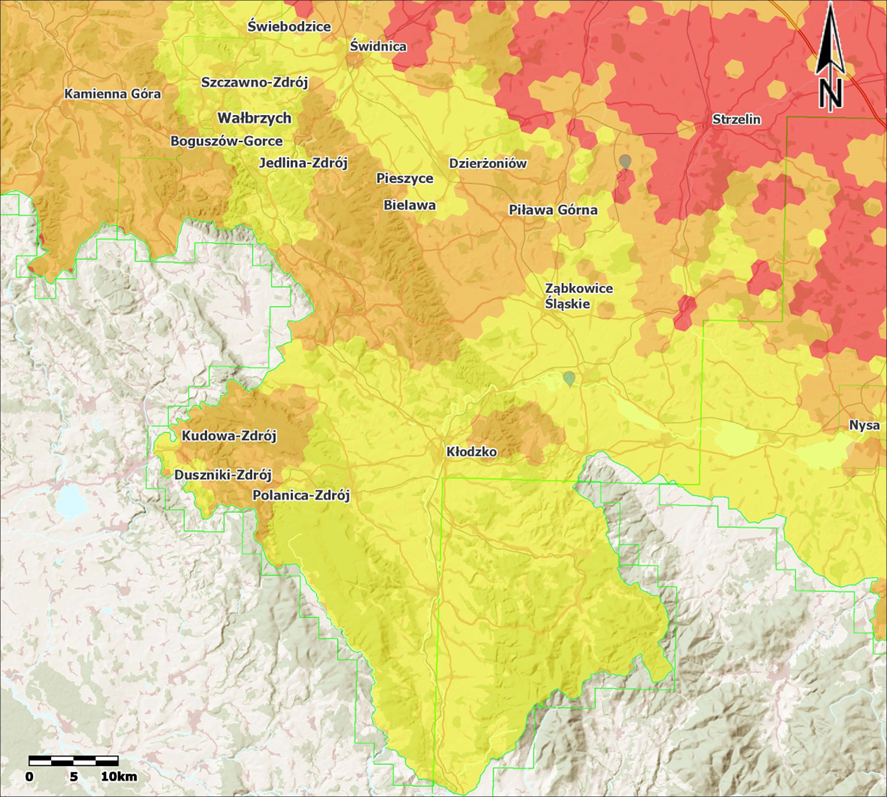 Świebodzice
Świdnica
Szczawno-Zdrój
Kamienna Góra
Wałbrzych
Strzelin
Boguszów-Gorce
Jedlina-Zdrój
Dzierżoniów
Pieszyce
Bielawa
Piława Górna
Ząbkowice
Śląskie
Nysa
Kudowa-Zdrój
Kłodzko
Duszniki-Zdrój
Polanica-Zdrój
N
0 5 10km